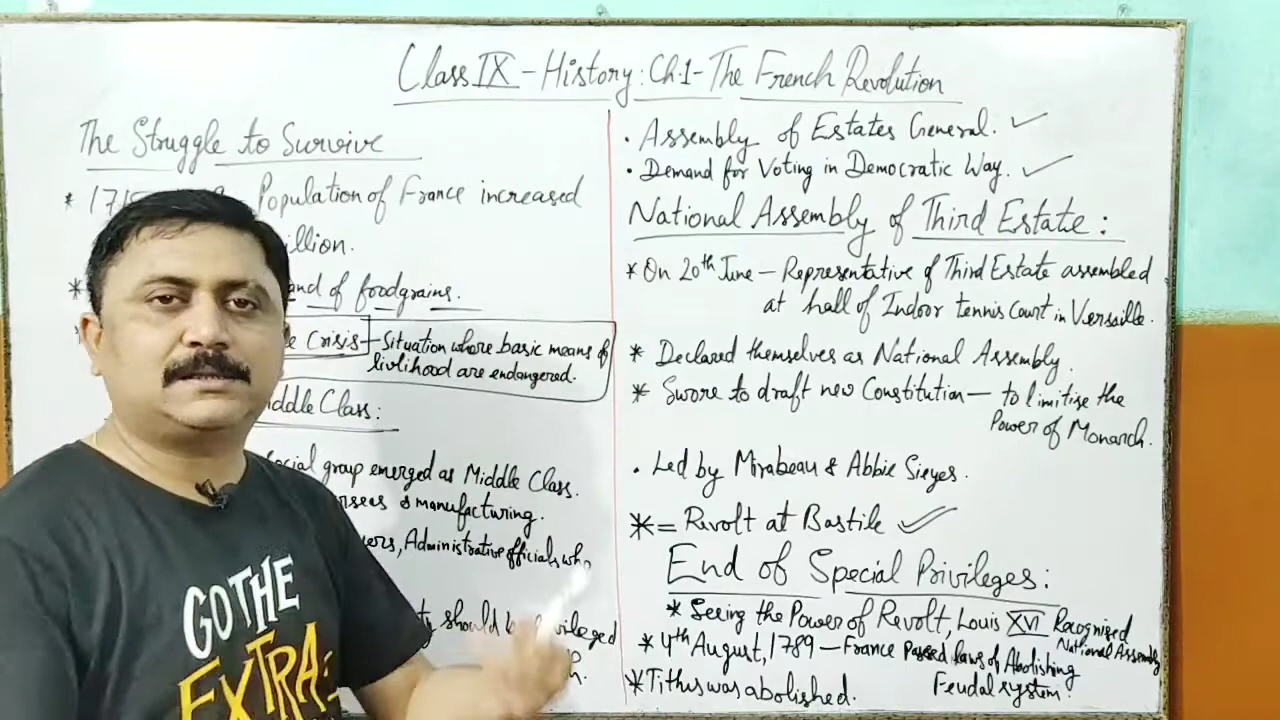 Class IX - History: Ch:1- The French Revolution
The Struggle to Survive
* 1715 Population of France increased
illion.
* and of foodgrains.
Crisis - Situation where basic means of
livlihood are endangered.
iddle Class:
ocial group emerged as Middle Class.
erseas & manufacturing.
ers, Administrative officials who
ty should be privileged
• Assembly of Estates General. ✓
• Demand for Voting in Democratic Way. ✓
National Assembly of Third Estate:
* On 20th June - Representative of Third Estate assembled
at hall of Indoor tennis court in Versaille.
* Declared themselves as National Assembly.
* Swore to draft new Constitution - to limitise the
Power of Monarch.
• Led by Mirabeau & Abbie Sieyes.
* = Revolt at Bastile ✓
End of Special Privileges:
* Seeing the Power of Revolt, Louis XVI Recognised
National Assembly
* 4th August, 1789 - France Passed laws of Abolishing
Feudal system.
* Tithes was abolished.
GO THE
EXTRA